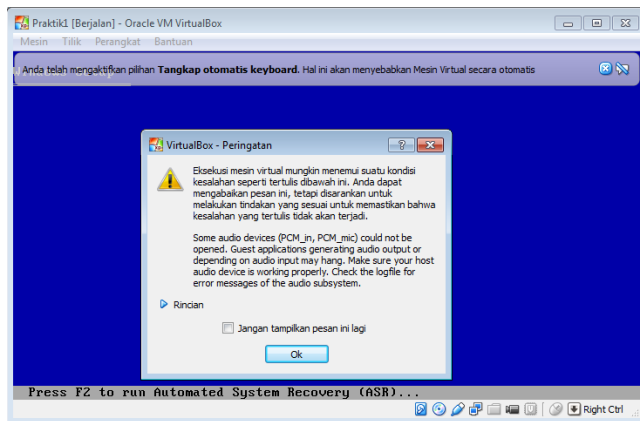 Praktik1 [Berjalan] - Oracle VM VirtualBox
Mesin Tilik Perangkat Bantuan
Anda telah mengaktifkan pilihan Tangkap otomatis keyboard. Hal ini akan menyebabkan Mesin Virtual secara otomatis
VirtualBox - Peringatan
Eksekusi mesin virtual mungkin menemui suatu kondisi
kesalahan seperti tertulis dibawah ini. Anda dapat
mengabaikan pesan ini, tetapi disarankan untuk
melakukan tindakan yang sesuai untuk memastikan bahwa
kesalahan yang tertulis tidak akan terjadi.
Some audio devices (PCM_in, PCM_mic) could not be
opened. Guest applications generating audio output or
depending on audio input may hang. Make sure your host
audio device is working properly. Check the logfile for
error messages of the audio subsystem.
Rincian
Jangan tampilkan pesan ini lagi
Ok
Press F2 to run Automated System Recovery (ASR)...
Right Ctrl